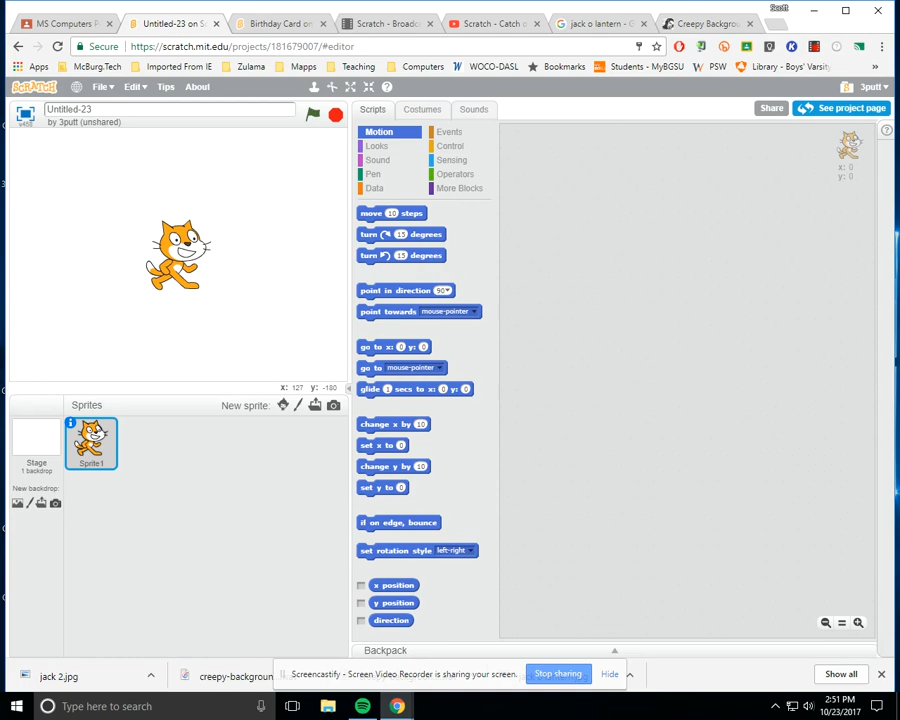 Scott
MS Computers P
Untitled-23 on S
Birthday Card on
Scratch - Broado
Scratch - Catch o
jack o lantern - G
Creepy Backgrou
Secure
https://scratch.mit.edu/projects/181679007/#editor
Apps
McBurg.Tech
Imported From IE
Zulama
Mapps
Teaching
Computers
WOCO-DASL
Bookmarks
Students - MyBGSU
PSW
Library - Boys' Varsity
SCRATCH
File
Edit
Tips
About
3putt
Untitled-23
by 3putt (unshared)
v458
Scripts
Costumes
Sounds
Share
See project page
Motion
Events
Looks
Control
Sound
Sensing
Pen
Operators
Data
More Blocks
x: 0
y: 0
move 10 steps
turn 15 degrees
turn 15 degrees
point in direction 90
point towards mouse-pointer
go to x: 0 y: 0
go to mouse-pointer
glide 1 secs to x: 0 y: 0
change x by 10
set x to 0
change y by 10
set y to 0
if on edge, bounce
set rotation style left-right
x position
y position
direction
x: 127 y: -180
Sprites
New sprite:
Stage
1 backdrop
New backdrop:
Sprite1
Backpack
jack 2.jpg
creepy-backgroun
Screencastify - Screen Video Recorder is sharing your screen.
Stop sharing
Hide
Show all
Type here to search
2:51 PM
10/23/2017